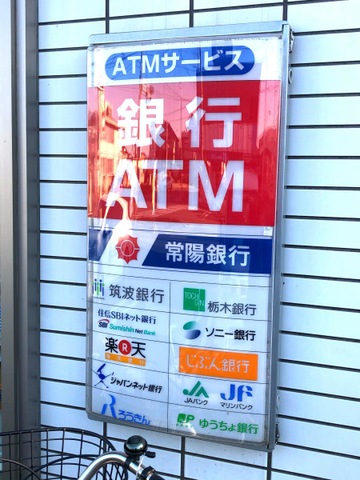 ATMサービス
銀行
ATM
常陽銀行
筑波銀行
TOCHI
GIN
栃木銀行
住信SBIネット銀行
SBI Sumishin Net Bank
ソニー銀行
楽天
じぶん銀行
ジャパンネット銀行
JA
JAバンク
JF
マリンバンク
ろうきん
ゆうちょ銀行